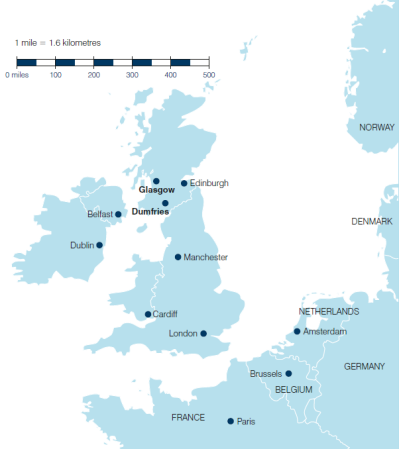 1 mile = 1.6 kilometres
0 miles 100 200 300 400 500
NORWAY
Glasgow
Edinburgh
Dumfries
Belfast
DENMARK
Dublin
Manchester
Cardiff
NETHERLANDS
London
Amsterdam
GERMANY
Brussels
BELGIUM
FRANCE
Paris